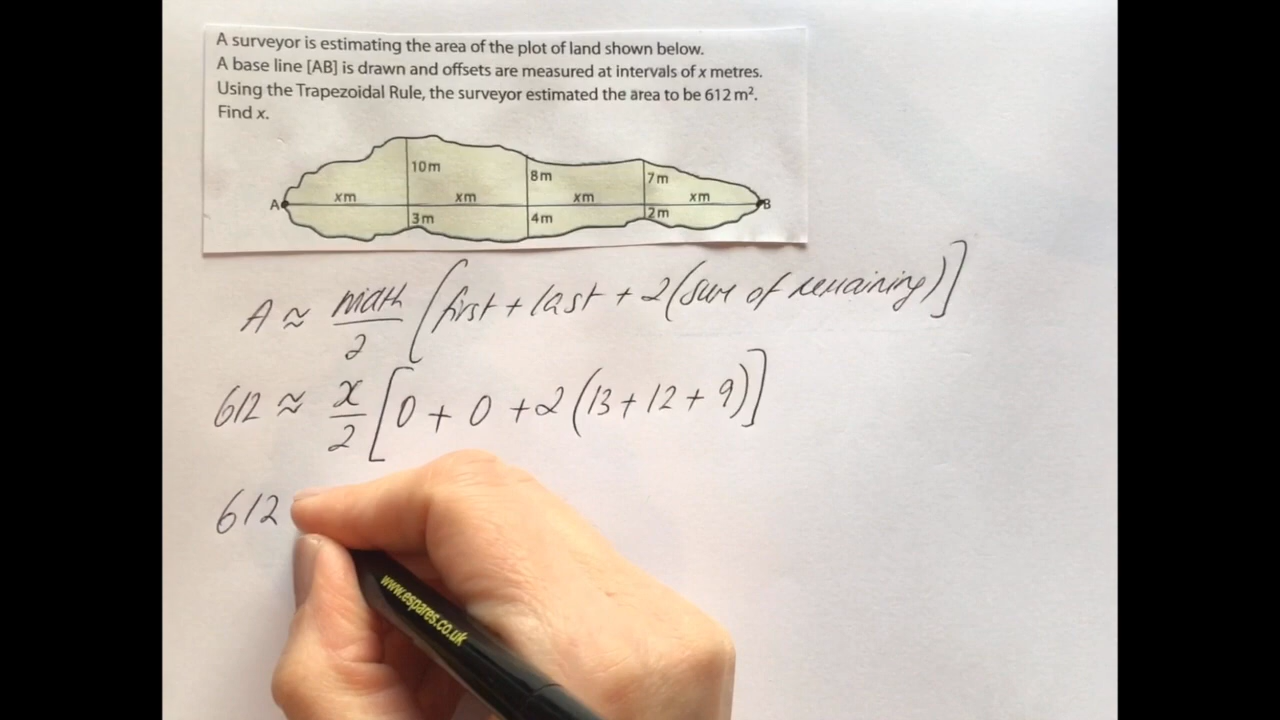 A surveyor is estimating the area of the plot of land shown below.
A base line [AB] is drawn and offsets are measured at intervals of x metres.
Using the Trapezoidal Rule, the surveyor estimated the area to be 612 m².
Find x.
10m
8m
7m
A xm xm xm xm B
3m
4m
2m
A ≈ width/2 [first + last + 2(sum of remaining)]
612 ≈ x/2 [0 + 0 + 2(13 + 12 + 9)]
612
www.espares.co.uk